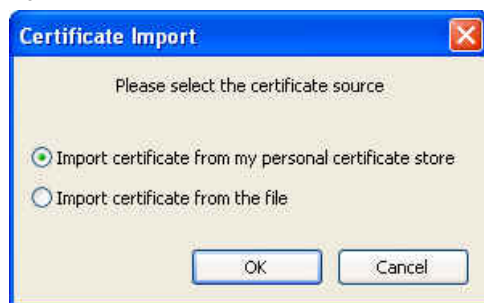 Certificate Import
Please select the certificate source
Import certificate from my personal certificate store
Import certificate from the file
OK
Cancel